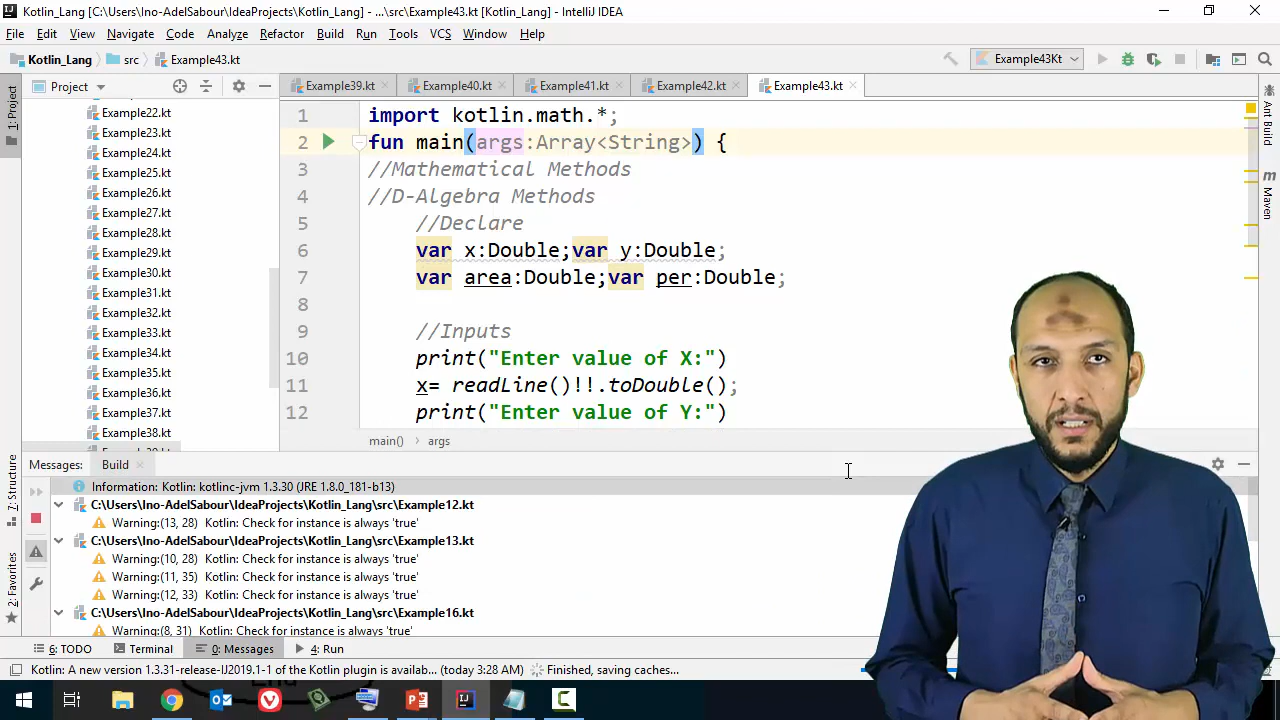 Kotlin_Lang [C:\Users\Ino-AdelSabour\IdeaProjects\Kotlin_Lang] - ...\src\Example43.kt [Kotlin_Lang] - IntelliJ IDEA
File Edit View Navigate Code Analyze Refactor Build Run Tools VCS Window Help
Kotlin_Lang src Example43.kt Example43Kt
1: Project
Project
Example39.kt Example40.kt Example41.kt Example42.kt Example43.kt
Example22.kt
Example23.kt
Example24.kt
Example25.kt
Example26.kt
Example27.kt
Example28.kt
Example29.kt
Example30.kt
Example31.kt
Example32.kt
Example33.kt
Example34.kt
Example35.kt
Example36.kt
Example37.kt
Example38.kt
1 import kotlin.math.*;
2 fun main(args:Array<String>) {
3 //Mathematical Methods
4 //D-Algebra Methods
5 //Declare
6 var x:Double;var y:Double;
7 var area:Double;var per:Double;
8
9 //Inputs
10 print("Enter value of X:")
11 x= readLine()!!.toDouble();
12 print("Enter value of Y:")
main() args
Ant Build
Maven
Messages: Build
Information: Kotlin: kotlinc-jvm 1.3.30 (JRE 1.8.0_181-b13)
C:\Users\Ino-AdelSabour\IdeaProjects\Kotlin_Lang\src\Example12.kt
Warning:(13, 28) Kotlin: Check for instance is always 'true'
C:\Users\Ino-AdelSabour\IdeaProjects\Kotlin_Lang\src\Example13.kt
Warning:(10, 28) Kotlin: Check for instance is always 'true'
Warning:(11, 35) Kotlin: Check for instance is always 'true'
Warning:(12, 33) Kotlin: Check for instance is always 'true'
C:\Users\Ino-AdelSabour\IdeaProjects\Kotlin_Lang\src\Example16.kt
Warning:(8, 31) Kotlin: Check for instance is always 'true'
7: Structure
2: Favorites
6: TODO Terminal 0: Messages 4: Run
Kotlin: A new version 1.3.31-release-IJ2019.1-1 of the Kotlin plugin is availab... (today 3:28 AM) Finished, saving caches...
End